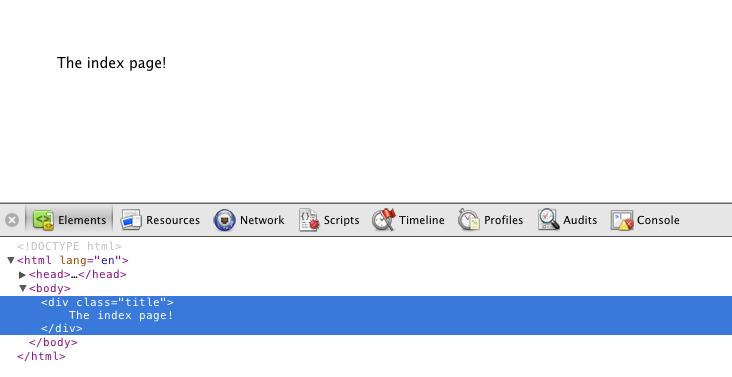 The index page!
Elements Resources Network Scripts Timeline Profiles Audits Console
<!DOCTYPE html>
▼<html lang="en">
▶<head>…</head>
▼<body>
<div class="title">
The index page!
</div>
</body>
</html>